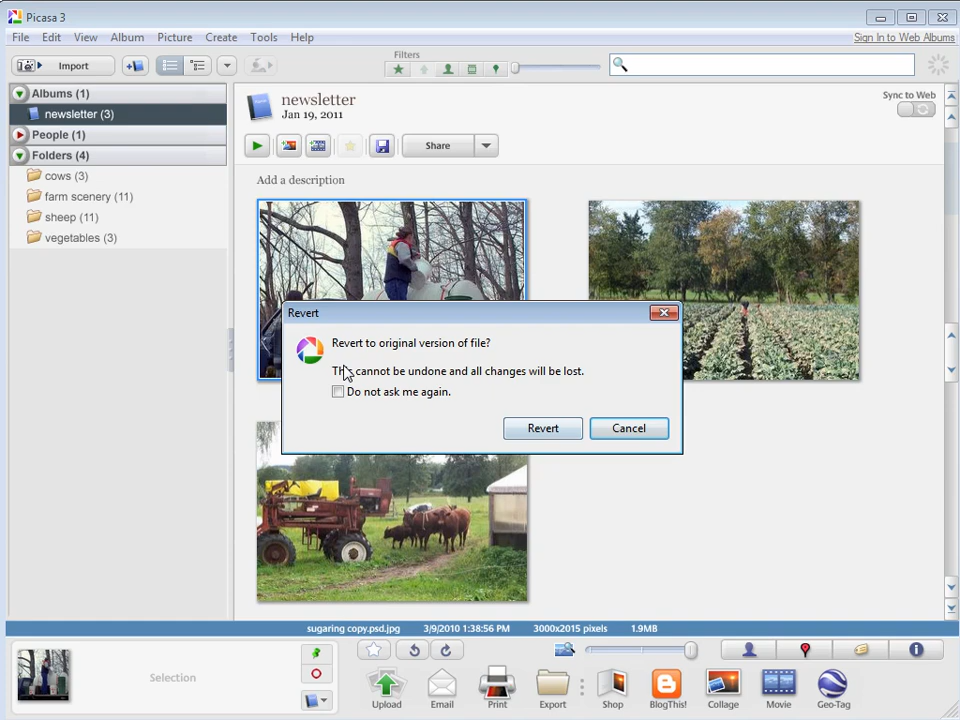 Picasa 3
File Edit View Album Picture Create Tools Help
Sign In to Web Albums
Import
Filters
Albums (1)
newsletter (3)
People (1)
Folders (4)
cows (3)
farm scenery (11)
sheep (11)
vegetables (3)
newsletter
Jan 19, 2011
Sync to Web
Share
Add a description
Revert
Revert to original version of file?
This cannot be undone and all changes will be lost.
Do not ask me again.
Revert Cancel
sugaring copy.psd.jpg 3/9/2010 1:38:56 PM 3000x2015 pixels 1.9MB
Selection
Upload Email Print Export Shop BlogThis! Collage Movie Geo-Tag